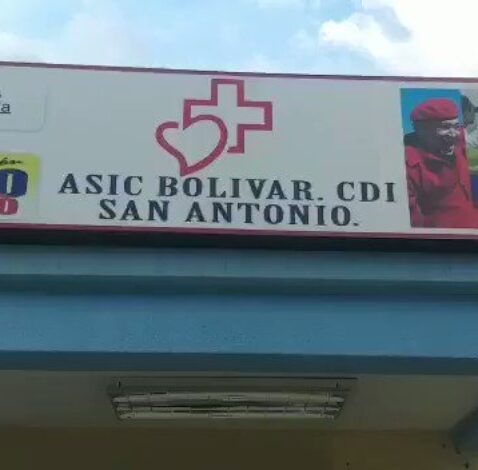 ASIC BOLIVAR. CDI
SAN ANTONIO.